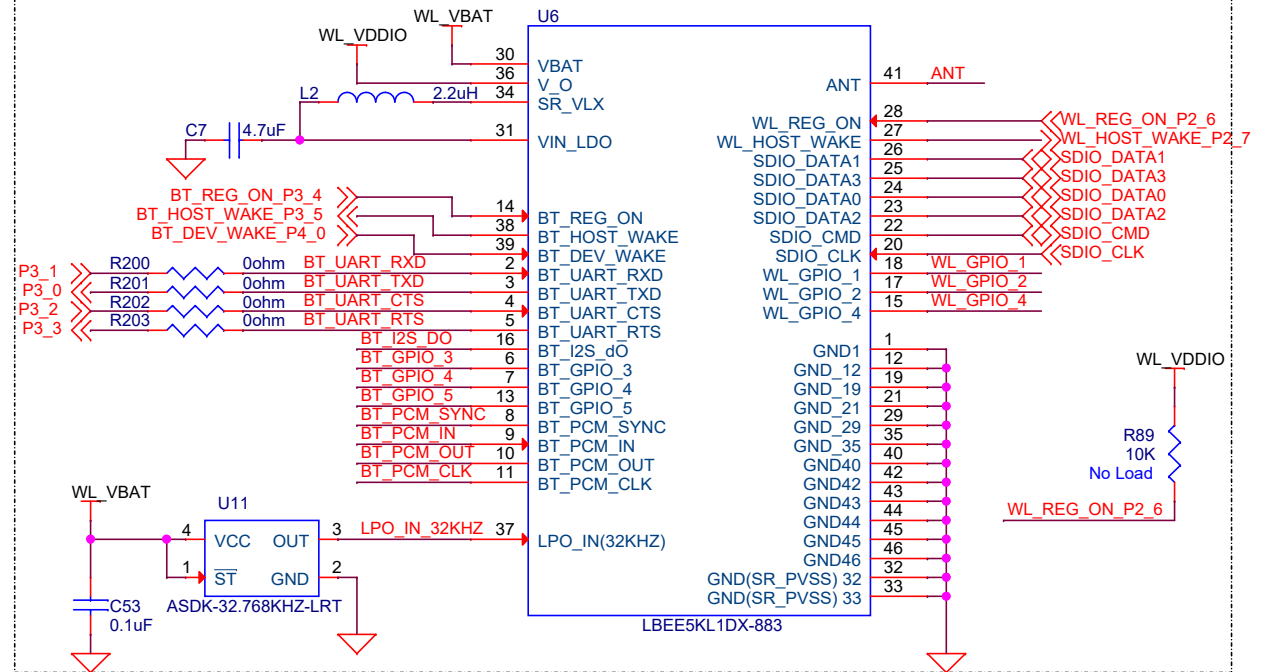 WL_VBAT
U6
WL_VDDIO
30 VBAT
36 V_O
L2 2.2uH 34 SR_VLX
C7 4.7uF 31 VIN_LDO
BT_REG_ON_P3_4
BT_HOST_WAKE_P3_5
BT_DEV_WAKE_P4_0
14 BT_REG_ON
38 BT_HOST_WAKE
39 BT_DEV_WAKE
P3_1 R200 0ohm BT_UART_RXD 2 BT_UART_RXD
P3_0 R201 0ohm BT_UART_TXD 3 BT_UART_TXD
P3_2 R202 0ohm BT_UART_CTS 4 BT_UART_CTS
P3_3 R203 0ohm BT_UART_RTS 5 BT_UART_RTS
BT_I2S_DO 16 BT_I2S_dO
BT_GPIO_3 6 BT_GPIO_3
BT_GPIO_4 7 BT_GPIO_4
BT_GPIO_5 13 BT_GPIO_5
BT_PCM_SYNC 8 BT_PCM_SYNC
BT_PCM_IN 9 BT_PCM_IN
BT_PCM_OUT 10 BT_PCM_OUT
BT_PCM_CLK 11 BT_PCM_CLK
LPO_IN_32KHZ 37 LPO_IN(32KHZ)
ANT 41 ANT
WL_REG_ON 28 WL_REG_ON_P2_6
WL_HOST_WAKE 27 WL_HOST_WAKE_P2_7
SDIO_DATA1 26 SDIO_DATA1
SDIO_DATA3 25 SDIO_DATA3
SDIO_DATA0 24 SDIO_DATA0
SDIO_DATA2 23 SDIO_DATA2
SDIO_CMD 22 SDIO_CMD
SDIO_CLK 20 SDIO_CLK
WL_GPIO_1 18 WL_GPIO_1
WL_GPIO_2 17 WL_GPIO_2
WL_GPIO_4 15 WL_GPIO_4
GND1 1
GND_12 12
GND_19 19
GND_21 21
GND_29 29
GND_35 35
GND40 40
GND42 42
GND43 43
GND44 44
GND45 45
GND46 46
GND(SR_PVSS) 32 32
GND(SR_PVSS) 33 33
LBEE5KL1DX-883
WL_VDDIO
R89
10K
No Load
WL_REG_ON_P2_6
WL_VBAT
U11
4 VCC OUT 3
1 ST GND 2
ASDK-32.768KHZ-LRT
C53
0.1uF